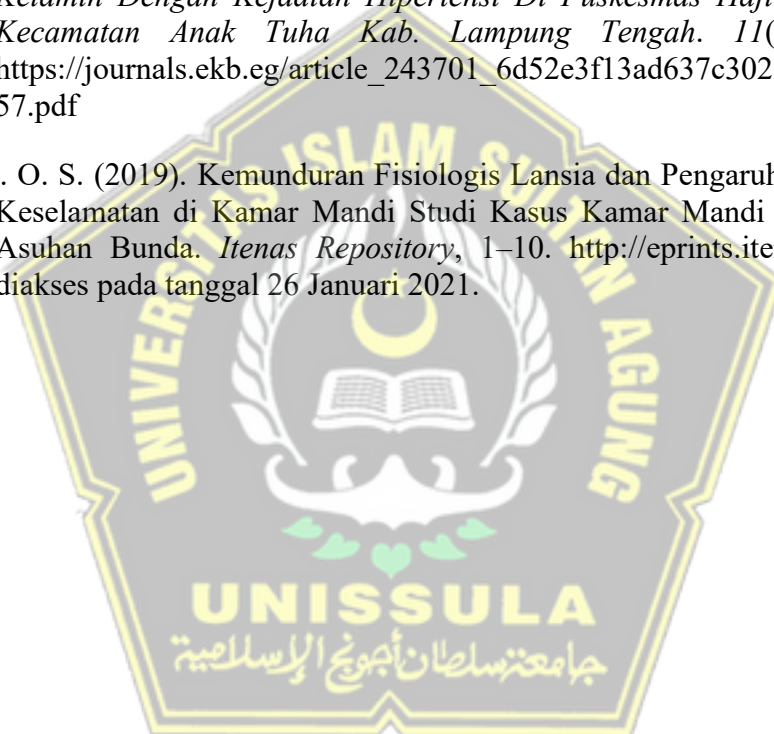 Kelamin Dengan Kejadian Hipertensi Di Puskesmas
Kecamatan Anak Tuha Kab. Lampung Tengah. 11(
https://journals.ekb.eg/article_243701_6d52e3f13ad637c302
57.pdf
. O. S. (2019). Kemunduran Fisiologis Lansia dan Pengaruh
Keselamatan di Kamar Mandi Studi Kasus Kamar Mandi
Asuhan Bunda. Itenas Repository, 1–10. http://eprints.ite
diakses pada tanggal 26 Januari 2021.
UNIVERSITAS ISLAM SULTAN AGUNG
UNISSULA
جامعة سلطان أجونج الإسلامية